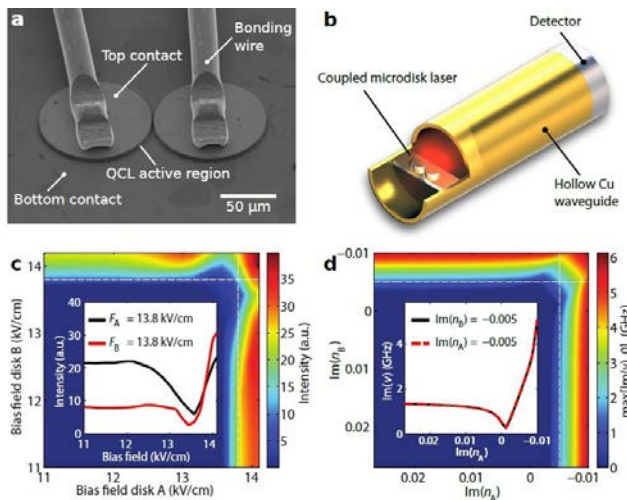 a
Top contact
Bonding
wire
QCL active region
Bottom contact
50 μm
b
Detector
Coupled microdisk laser
Hollow Cu
waveguide
c
Bias field disk B (kV/cm)
14
13
12
11
60
40
20
0
Intensity (a.u.)
F_A = 13.8 kV/cm
F_B = 13.8 kV/cm
11 12 13 14
Bias field (kV/cm)
11 12 13 14
Bias field disk A (kV/cm)
35
30
25
20
15
10
5
0
Intensity (a.u.)
d
Im(n_B)
−0.01
0
0.01
0.02
Im(ν) (GHz)
4
2
0
Im(n_B) = −0.005
Im(n_A) = −0.005
0.02 0.01 0 −0.01
Im(n_A)
0.02 0.01 0 −0.01
Im(n_A)
6
5
4
3
2
1
0